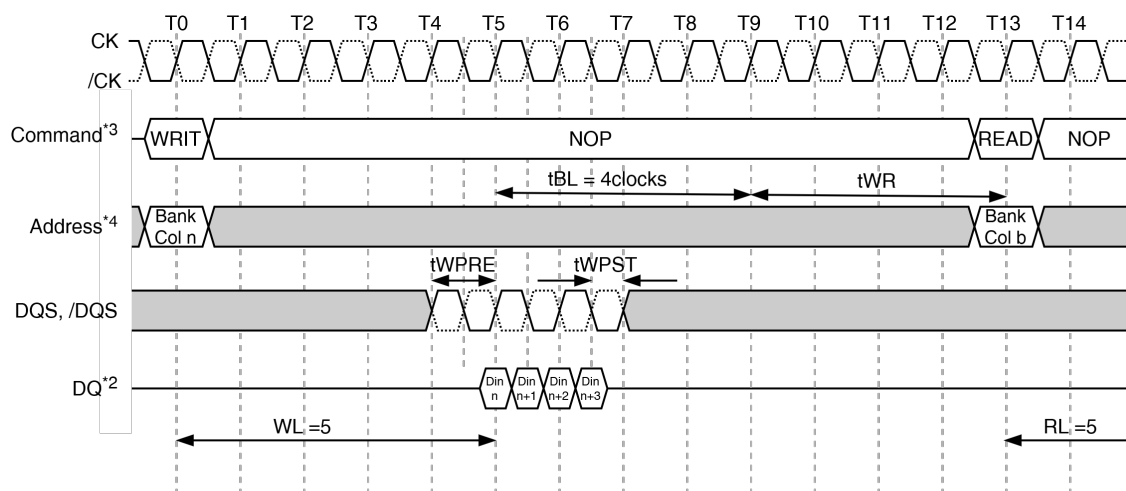 T0 T1 T2 T3 T4 T5 T6 T7 T8 T9 T10 T11 T12 T13 T14
CK
/CK
Command*3 WRIT NOP READ NOP
tBL = 4clocks tWR
Address*4 Bank Col n Bank Col b
tWPRE tWPST
DQS, /DQS
DQ*2 Din n Din n+1 Din n+2 Din n+3
WL =5 RL =5